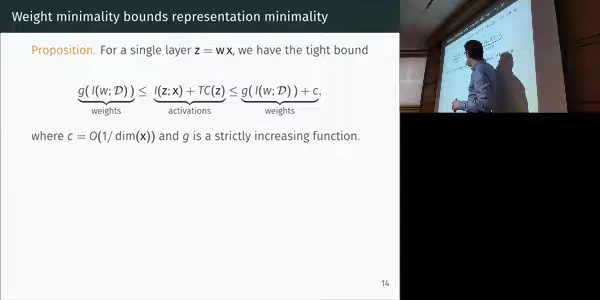 Weight minimality bounds representation minimality
Proposition. For a single layer z = w x, we have the tight bound
g( I(w; D) ) ≤ I(z; x) + TC(z) ≤ g( I(w; D) ) + c,
weights activations weights
where c = O(1/ dim(x)) and g is a strictly increasing function.
14